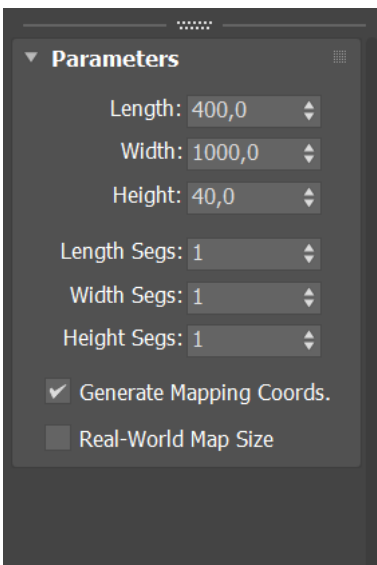 Parameters
Length: 400,0
Width: 1000,0
Height: 40,0
Length Segs: 1
Width Segs: 1
Height Segs: 1
Generate Mapping Coords.
Real-World Map Size